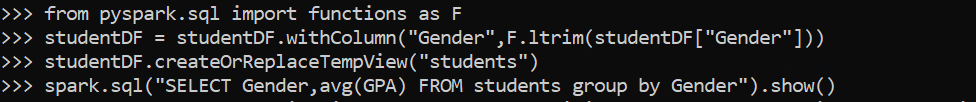 >>> from pyspark.sql import functions as F
>>> studentDF = studentDF.withColumn("Gender",F.ltrim(studentDF["Gender"]))
>>> studentDF.createOrReplaceTempView("students")
>>> spark.sql("SELECT Gender,avg(GPA) FROM students group by Gender").show()